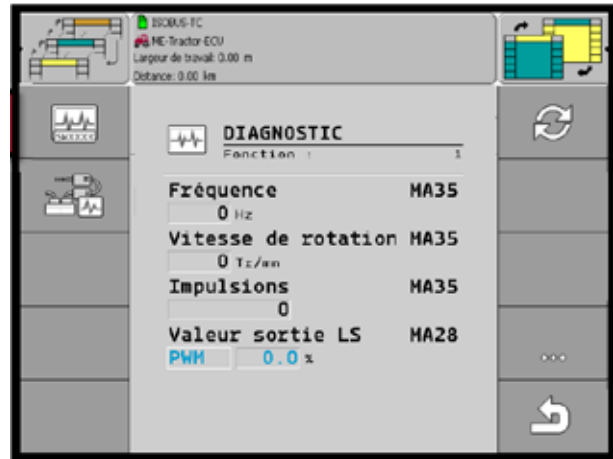 ISOBUS-TC
ME-Tractor-ECU
Largeur de travail: 0.00 m
Distance: 0.00 km
DIAGNOSTIC
Fonction : 1
Fréquence MA35
0 Hz
Vitesse de rotation MA35
0 Tr/mn
Impulsions MA35
0
Valeur sortie LS MA28
PWM 0.0 %